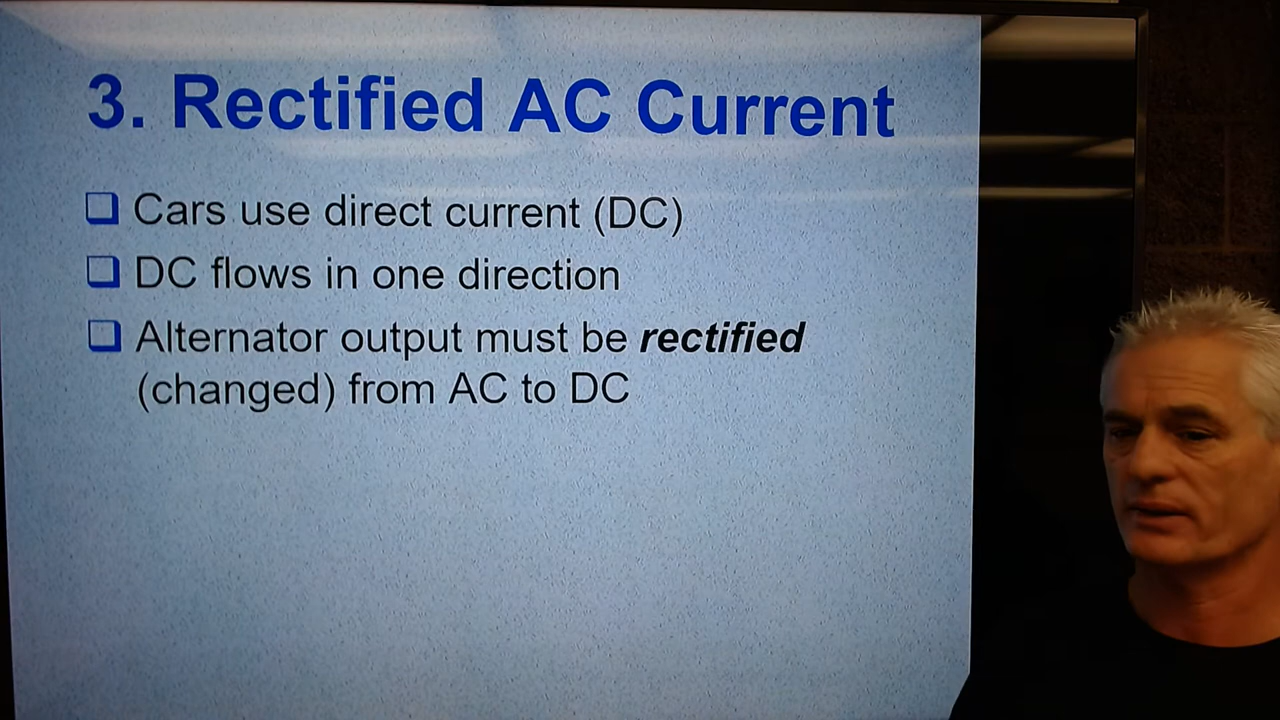 3. Rectified AC Current
❑ Cars use direct current (DC)
❑ DC flows in one direction
❑ Alternator output must be rectified
(changed) from AC to DC